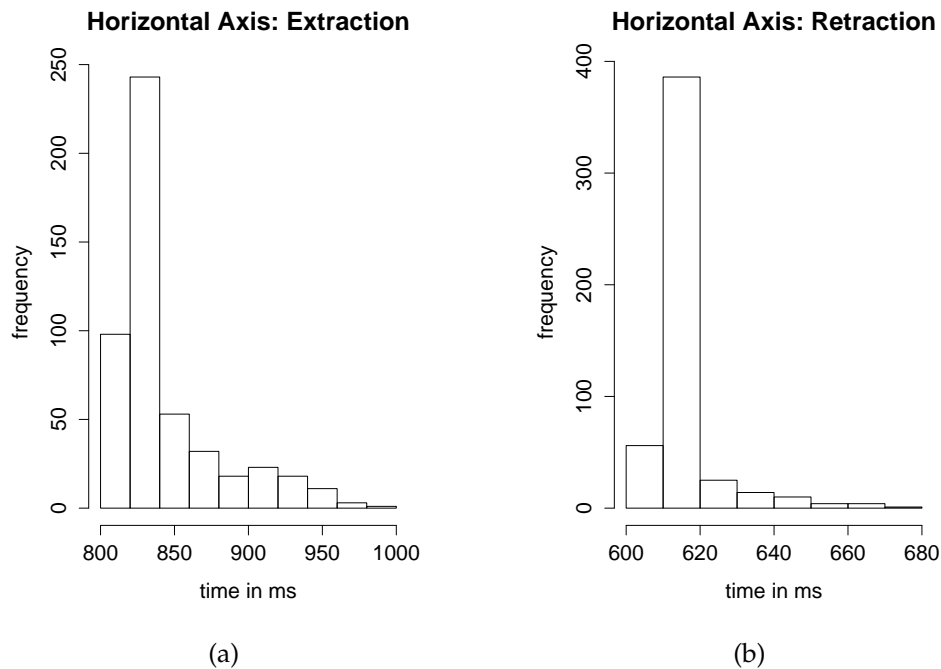 Horizontal Axis: Extraction
frequency
250
200
150
100
50
0
800 850 900 950 1000
time in ms
(a)
Horizontal Axis: Retraction
frequency
400
300
200
100
0
600 620 640 660 680
time in ms
(b)